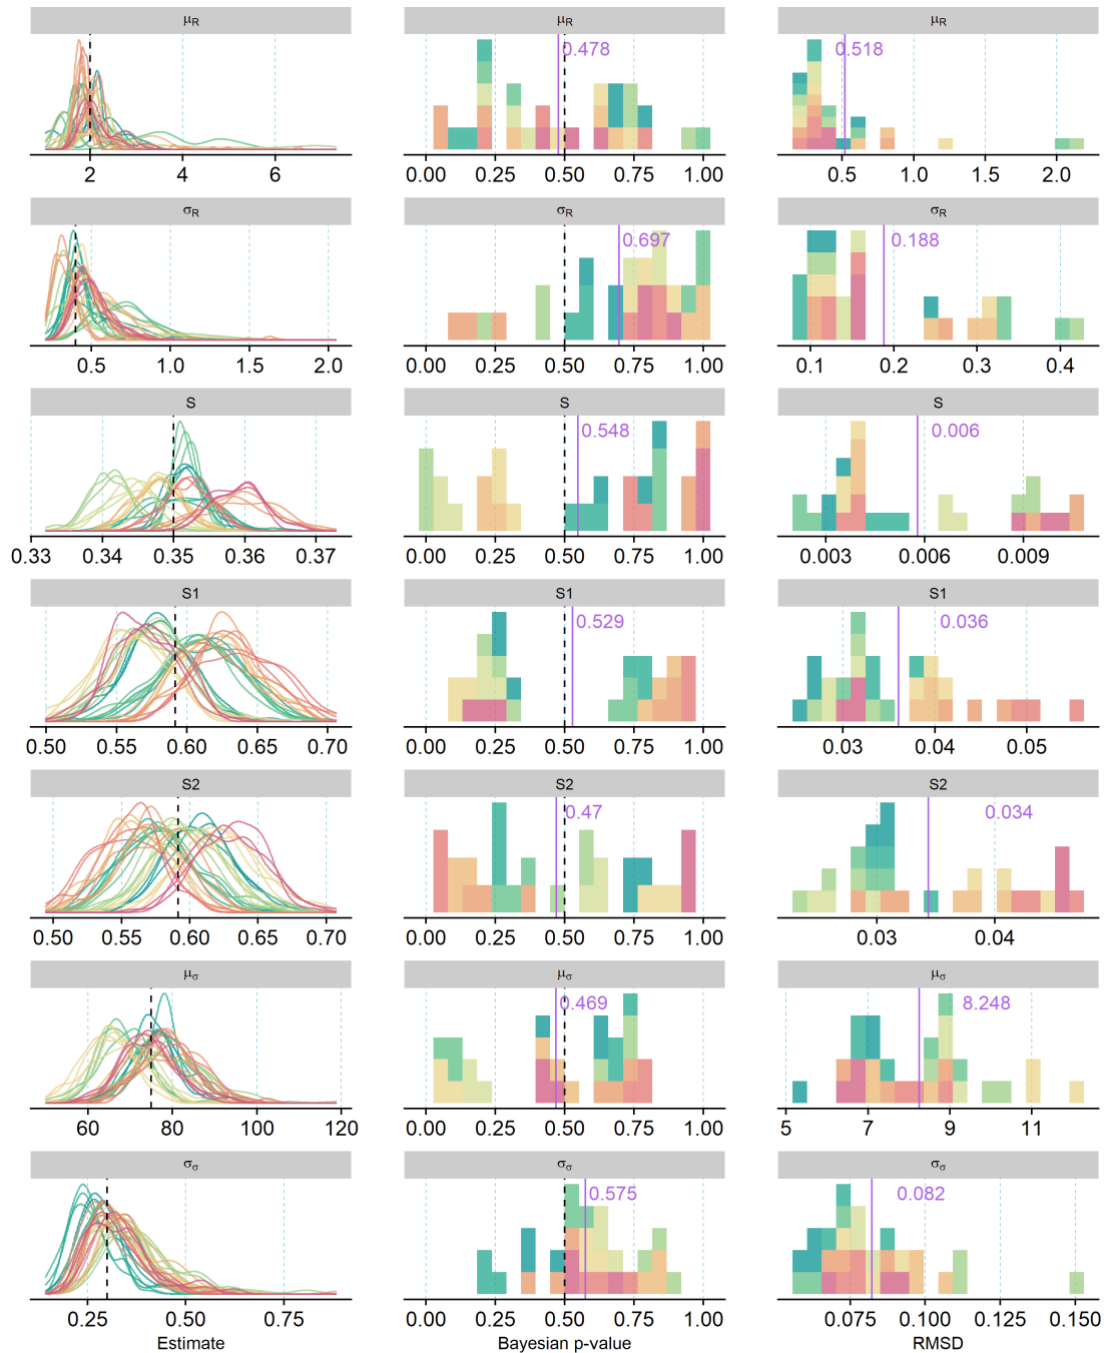 μR μR μR
0.478 0.518
2 4 6 0.00 0.25 0.50 0.75 1.00 0.5 1.0 1.5 2.0
σR σR σR
0.697 0.188
0.5 1.0 1.5 2.0 0.00 0.25 0.50 0.75 1.00 0.1 0.2 0.3 0.4
S S S
0.548 0.006
0.33 0.34 0.35 0.36 0.37 0.00 0.25 0.50 0.75 1.00 0.003 0.006 0.009
S1 S1 S1
0.529 0.036
0.50 0.55 0.60 0.65 0.70 0.00 0.25 0.50 0.75 1.00 0.03 0.04 0.05
S2 S2 S2
0.47 0.034
0.50 0.55 0.60 0.65 0.70 0.00 0.25 0.50 0.75 1.00 0.03 0.04
μσ μσ μσ
0.469 8.248
60 80 100 120 0.00 0.25 0.50 0.75 1.00 5 7 9 11
σσ σσ σσ
0.575 0.082
0.25 0.50 0.75 0.00 0.25 0.50 0.75 1.00 0.075 0.100 0.125 0.150
Estimate Bayesian p-value RMSD